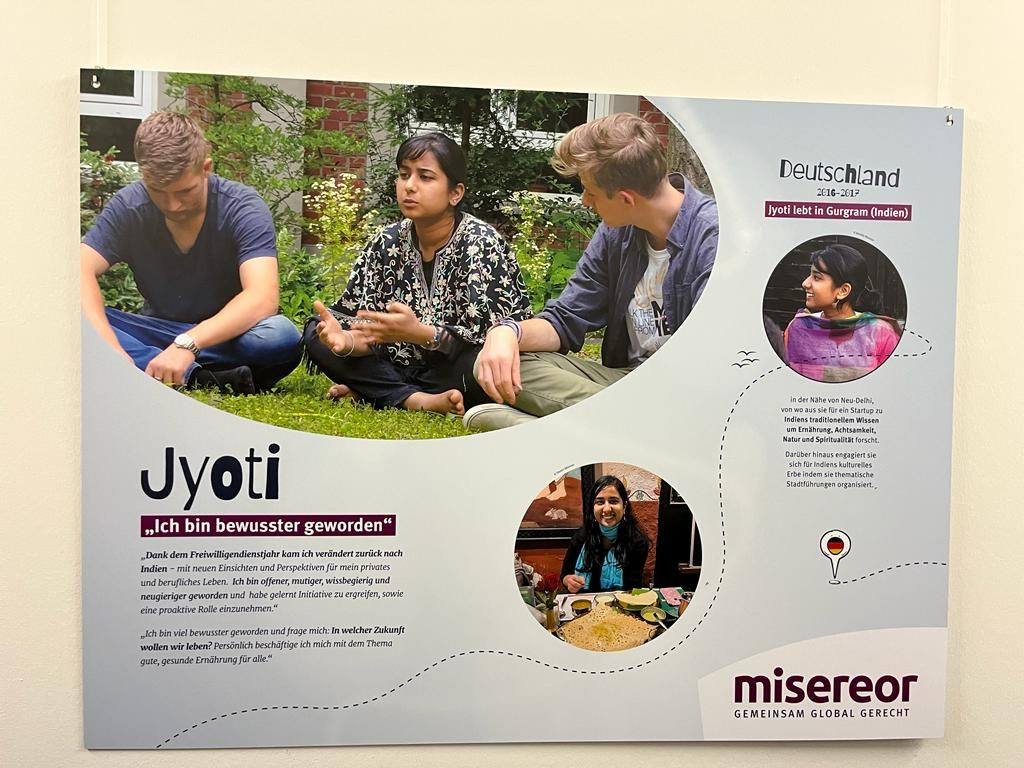 Deutschland
2016-2017
Jyoti lebt in Gurgram (Indien)
in der Nähe von Neu-Delhi,
von wo aus sie für ein Startup zu
Indiens traditionellem Wissen
um Ernährung, Achtsamkeit,
Natur und Spiritualität forscht.
Darüber hinaus engagiert sie
sich für Indiens kulturelles
Erbe indem sie thematische
Stadtführungen organisiert.
Jyoti
„Ich bin bewusster geworden“
„Dank dem Freiwilligendienstjahr kam ich verändert zurück nach
Indien – mit neuen Einsichten und Perspektiven für mein privates
und berufliches Leben. Ich bin offener, mutiger, wissbegierig und
neugieriger geworden und habe gelernt Initiative zu ergreifen, sowie
eine proaktive Rolle einzunehmen.“
„Ich bin viel bewusster geworden und frage mich: In welcher Zukunft
wollen wir leben? Persönlich beschäftige ich mich mit dem Thema
gute, gesunde Ernährung für alle.“
misereor
GEMEINSAM GLOBAL GERECHT